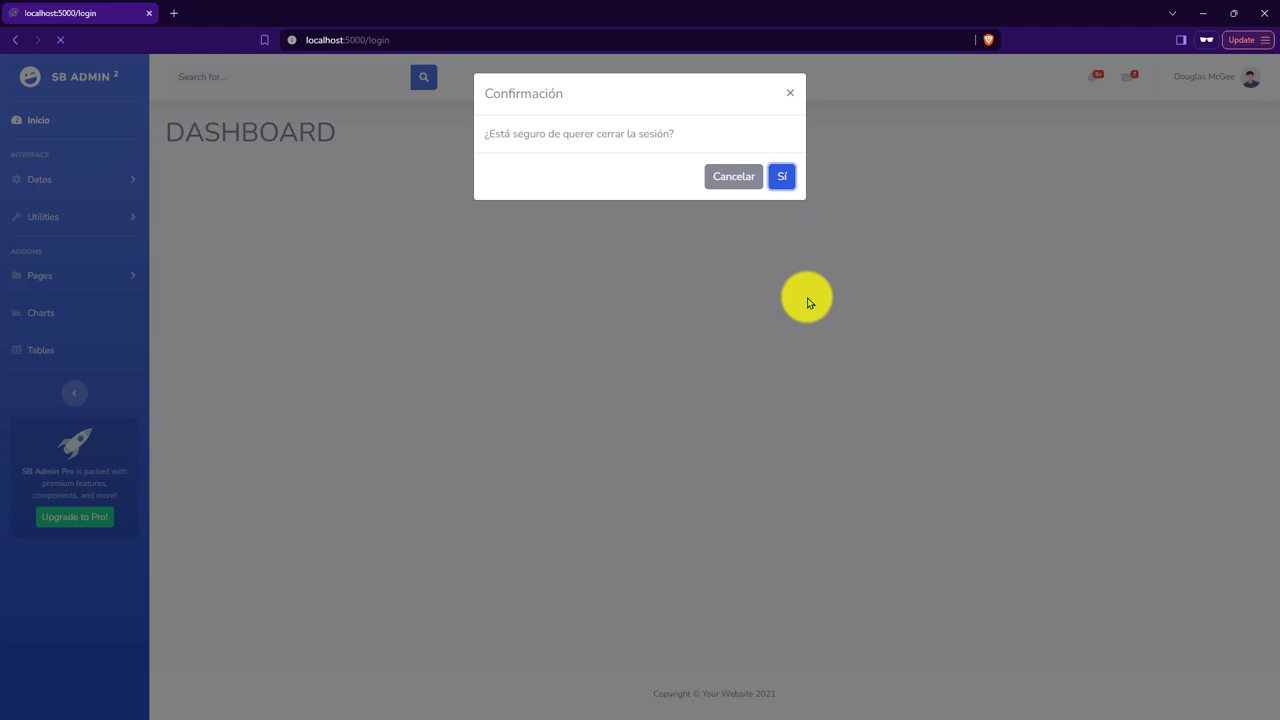 localhost:5000/login
localhost:5000/login
Update
SB ADMIN 2
Search for...
3+
7
Douglas McGee
Confirmación
¿Está seguro de querer cerrar la sesión?
Cancelar
Sí
DASHBOARD
Inicio
INTERFACE
Datos
Utilities
ADDONS
Pages
Charts
Tables
SB Admin Pro is packed with
premium features,
components, and more!
Upgrade to Pro!
Copyright © Your Website 2021